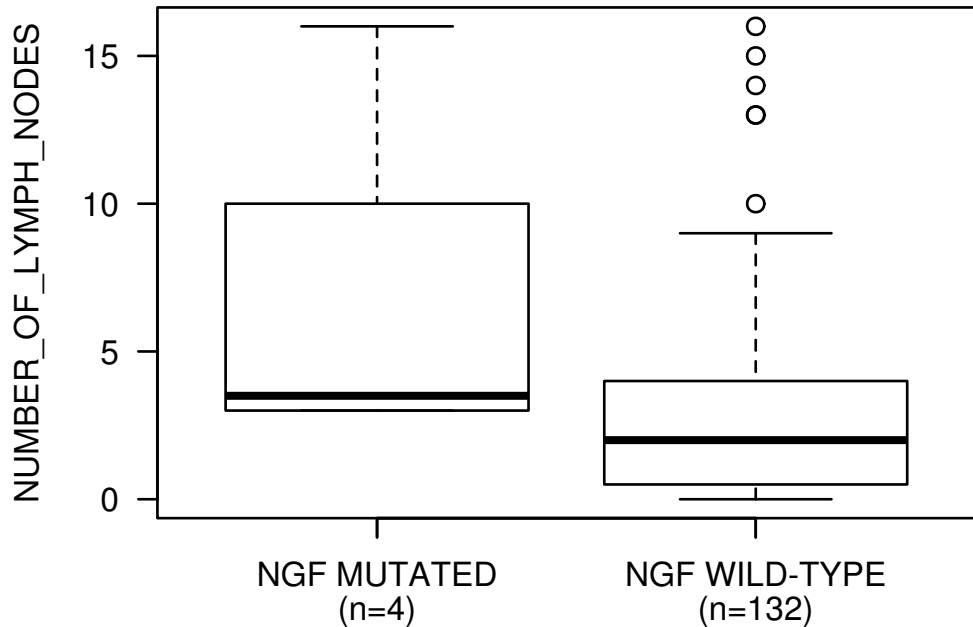 NUMBER_OF_LYMPH_NODES
15
10
5
0
NGF MUTATED
(n=4)
NGF WILD-TYPE
(n=132)